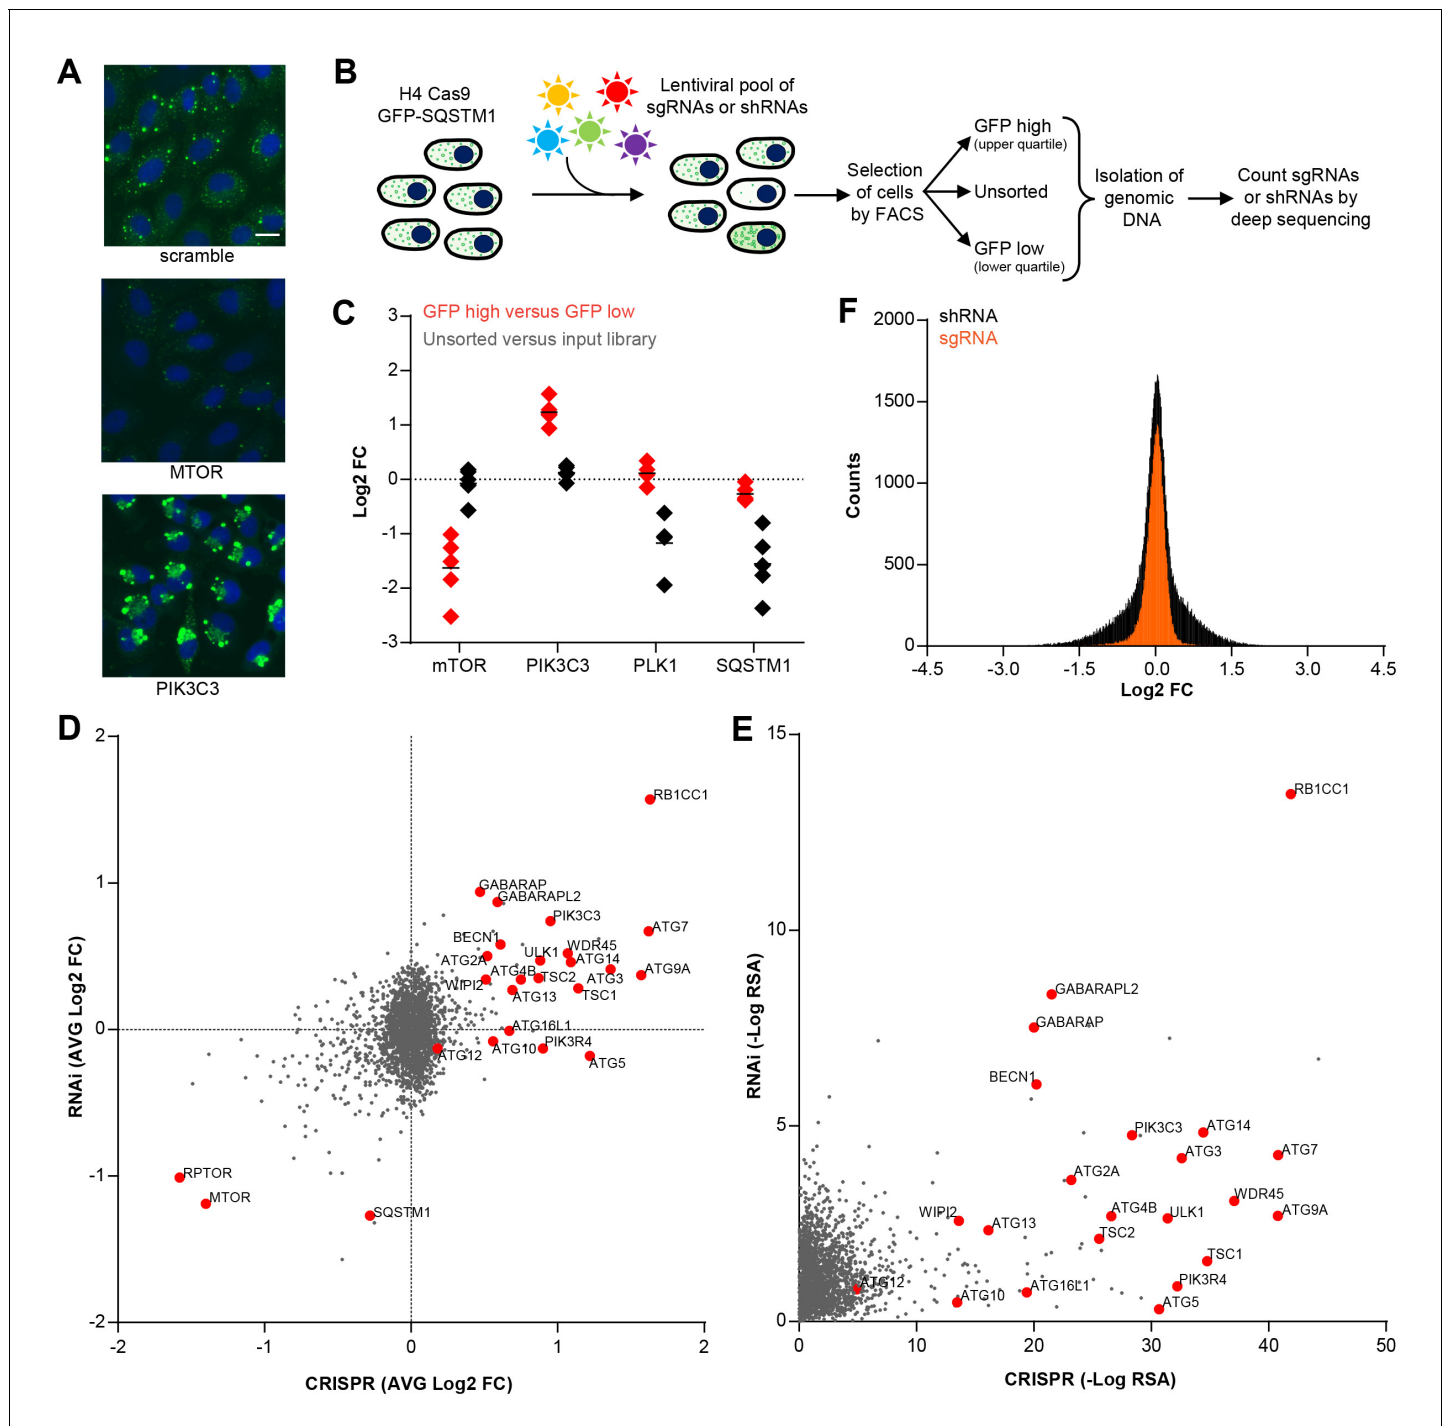 A
scramble
MTOR
PIK3C3
B
H4 Cas9
GFP-SQSTM1
Lentiviral pool of
sgRNAs or shRNAs
Selection
of cells
by FACS
GFP high
(upper quartile)
Unsorted
GFP low
(lower quartile)
Isolation of
genomic
DNA
Count sgRNAs
or shRNAs by
deep sequencing
C
GFP high versus GFP low
Unsorted versus input library
Log2 FC
3
2
1
0
-1
-2
-3
mTOR
PIK3C3
PLK1
SQSTM1
F
shRNA
sgRNA
Counts
2000
1500
1000
500
0
-4.5
-3.0
-1.5
0.0
1.5
3.0
4.5
Log2 FC
D
RNAi (AVG Log2 FC)
2
1
0
-1
-2
RB1CC1
GABARAP
GABARAPL2
PIK3C3
ATG7
BECN1
ULK1
WDR45
ATG2A
ATG14
ATG4B
TSC2
ATG3
ATG9A
WIPI2
ATG13
TSC1
ATG16L1
ATG12
ATG10
PIK3R4
ATG5
RPTOR
MTOR
SQSTM1
-2
-1
0
1
2
CRISPR (AVG Log2 FC)
E
RNAi (-Log RSA)
15
10
5
0
RB1CC1
GABARAPL2
GABARAP
BECN1
PIK3C3
ATG14
ATG3
ATG7
ATG2A
WDR45
WIPI2
ATG13
ATG4B
ULK1
ATG9A
TSC2
TSC1
ATG12
ATG10
ATG16L1
PIK3R4
ATG5
0
10
20
30
40
50
CRISPR (-Log RSA)